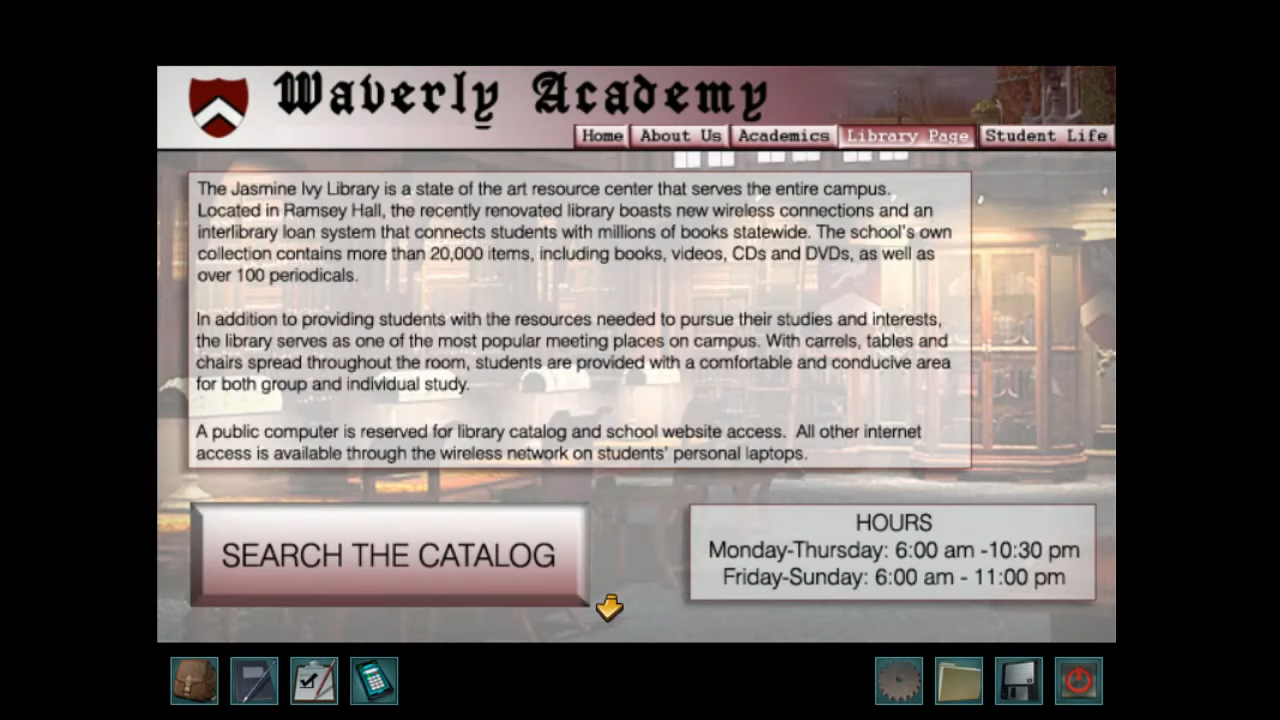 Waverly Academy
Home About Us Academics Library Page Student Life
The Jasmine Ivy Library is a state of the art resource center that serves the entire campus.
Located in Ramsey Hall, the recently renovated library boasts new wireless connections and an
interlibrary loan system that connects students with millions of books statewide. The school's own
collection contains more than 20,000 items, including books, videos, CDs and DVDs, as well as
over 100 periodicals.
In addition to providing students with the resources needed to pursue their studies and interests,
the library serves as one of the most popular meeting places on campus. With carrels, tables and
chairs spread throughout the room, students are provided with a comfortable and conducive area
for both group and individual study.
A public computer is reserved for library catalog and school website access. All other internet
access is available through the wireless network on students' personal laptops.
SEARCH THE CATALOG
HOURS
Monday-Thursday: 6:00 am -10:30 pm
Friday-Sunday: 6:00 am - 11:00 pm